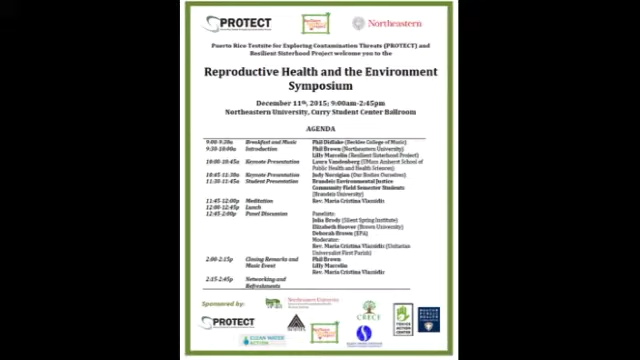 PROTECT
Northeastern
Puerto Rico Testsite for Exploring Contamination Threats (PROTECT) and
Resilient Sisterhood Project welcome you to the
Reproductive Health and the Environment
Symposium
December 11th, 2015; 9:00am-2:45pm
Northeastern University, Curry Student Center Ballroom
AGENDA
9:00-9:30a Breakfast and Music Phil (Berklee College of Music)
9:30-10:00a Introduction Phil Brown (Northeastern University)
Lilly Marcelin (Resilient Sisterhood Project)
10:00-10:45a Keynote Presentation Laura Vandenberg (UMass Amherst School of
Public Health and Health Sciences)
10:45-11:30a Keynote Presentation Judy Norsigian (Our Bodies Ourselves)
11:30-11:45a Student Presentation Brandeis Environmental Justice
Community Field Semester Students
(Brandeis University)
11:45-12:00p Meditation Rev. Maria Cristina
12:00-12:45p Lunch
12:45-2:00p Panel Discussion Panelists:
Julia Brody (Silent Spring Institute)
Elizabeth Hoover (Brown University)
Deborah Brown (EPA)
Moderator:
Rev. Maria Cristina (Unitarian
Universalist First Parish)
2:00-2:15p Closing Remarks and Phil Brown
Music Event Lilly Marcelin
Rev. Maria Cristina
2:15-2:45p Networking and
Refreshments
Sponsored by:
Northeastern University
PROTECT
CRECE
TOXICS
ACTION
CENTER
CLEAN WATER
ACTION